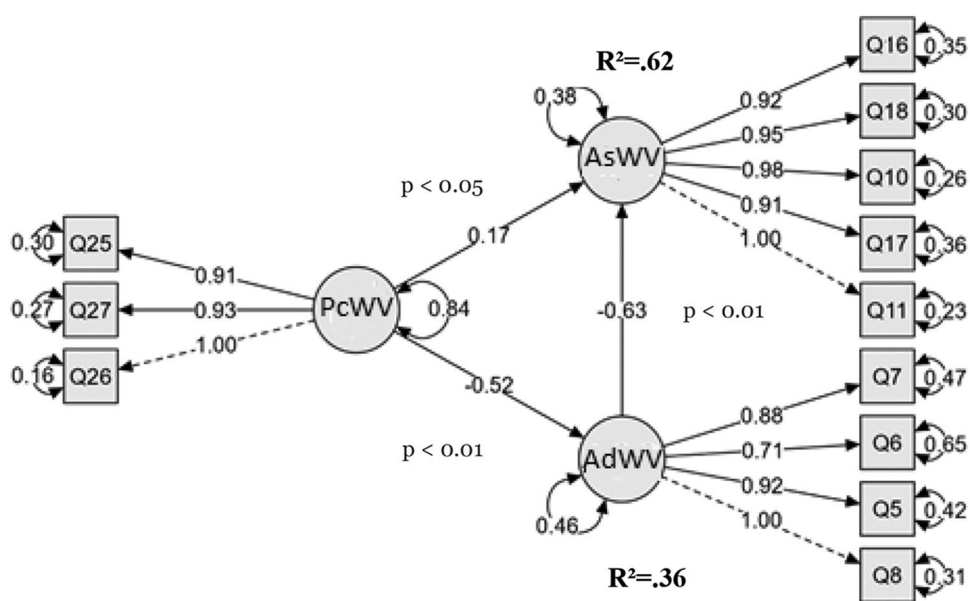 Q16
0.35
R²=.62
0.38
0.92
Q18
0.30
0.95
AsWV
0.98
Q10
0.26
p < 0.05
0.91
Q17
0.36
0.17
1.00
0.30
Q25
0.91
PcWV
0.84
0.27
Q27
0.93
-0.63
p < 0.01
Q11
0.23
1.00
0.16
Q26
-0.52
Q7
0.47
0.88
p < 0.01
AdWV
0.71
Q6
0.65
0.92
Q5
0.42
0.46
1.00
R²=.36
Q8
0.31